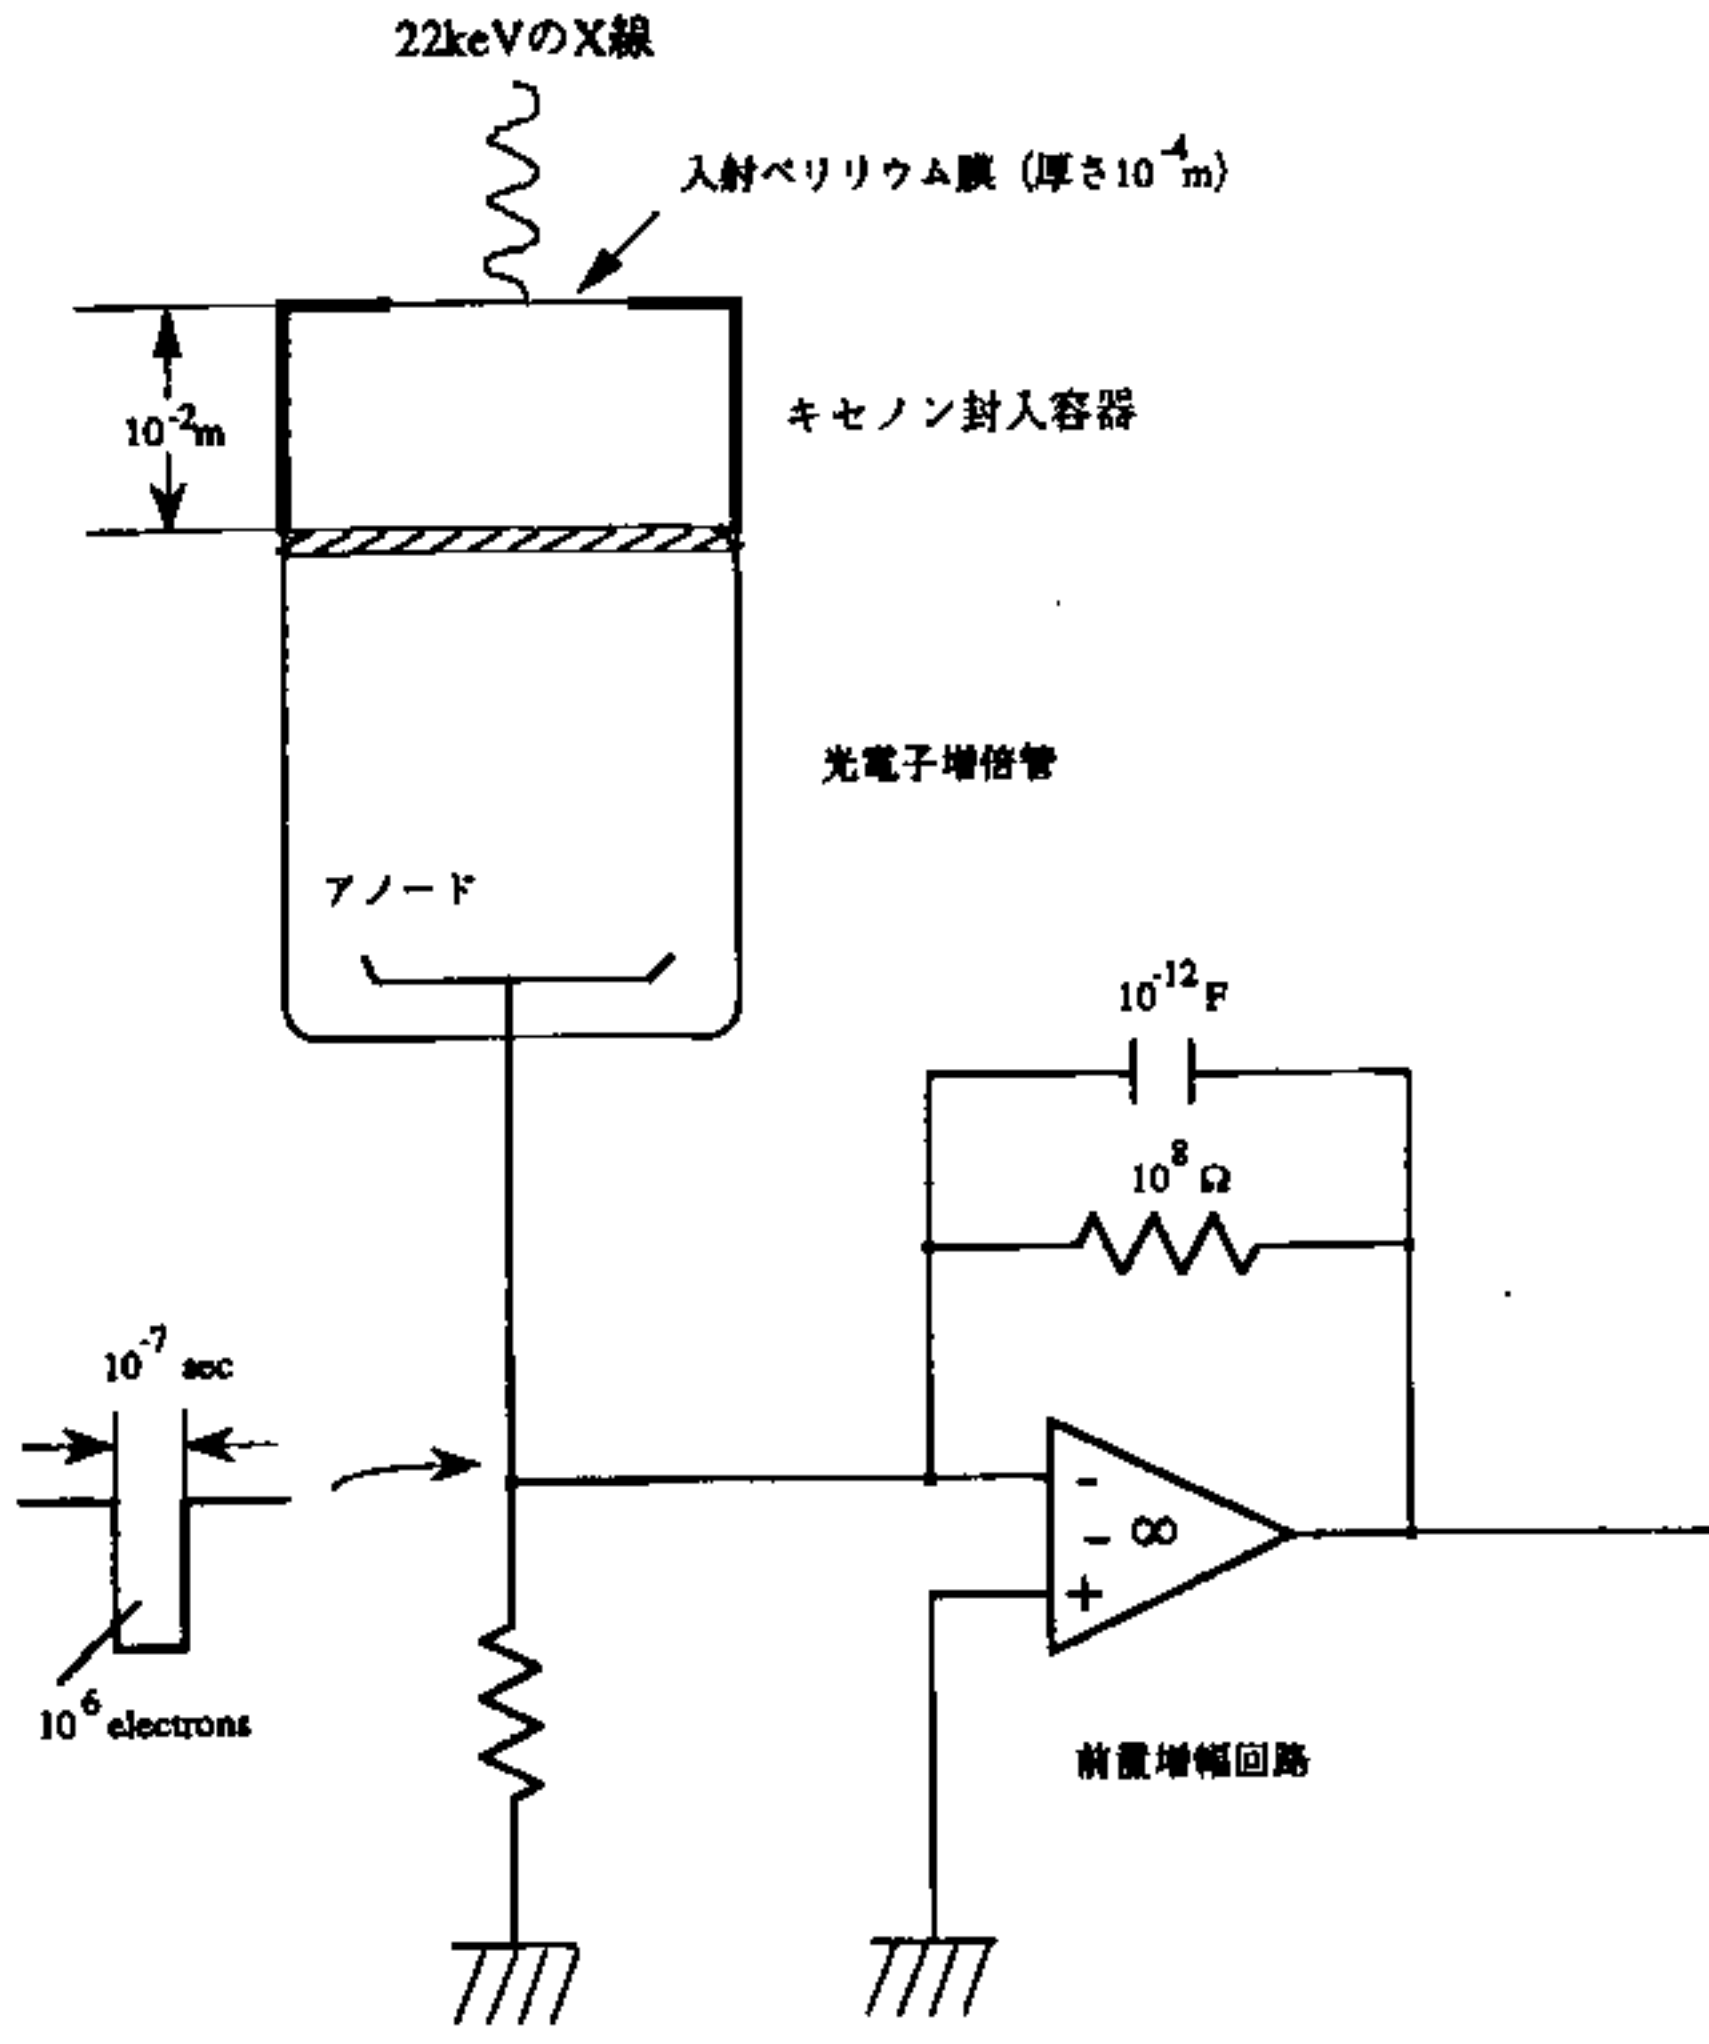 22keVのX線
入射ベリリウム膜 (厚さ10⁻⁴m)
10⁻²m
キセノン封入容器
光電子増倍管
アノード
10⁻¹² F
10⁸ Ω
10⁻⁷ sec
-
- ∞
+
10⁶ electrons
前置増幅回路